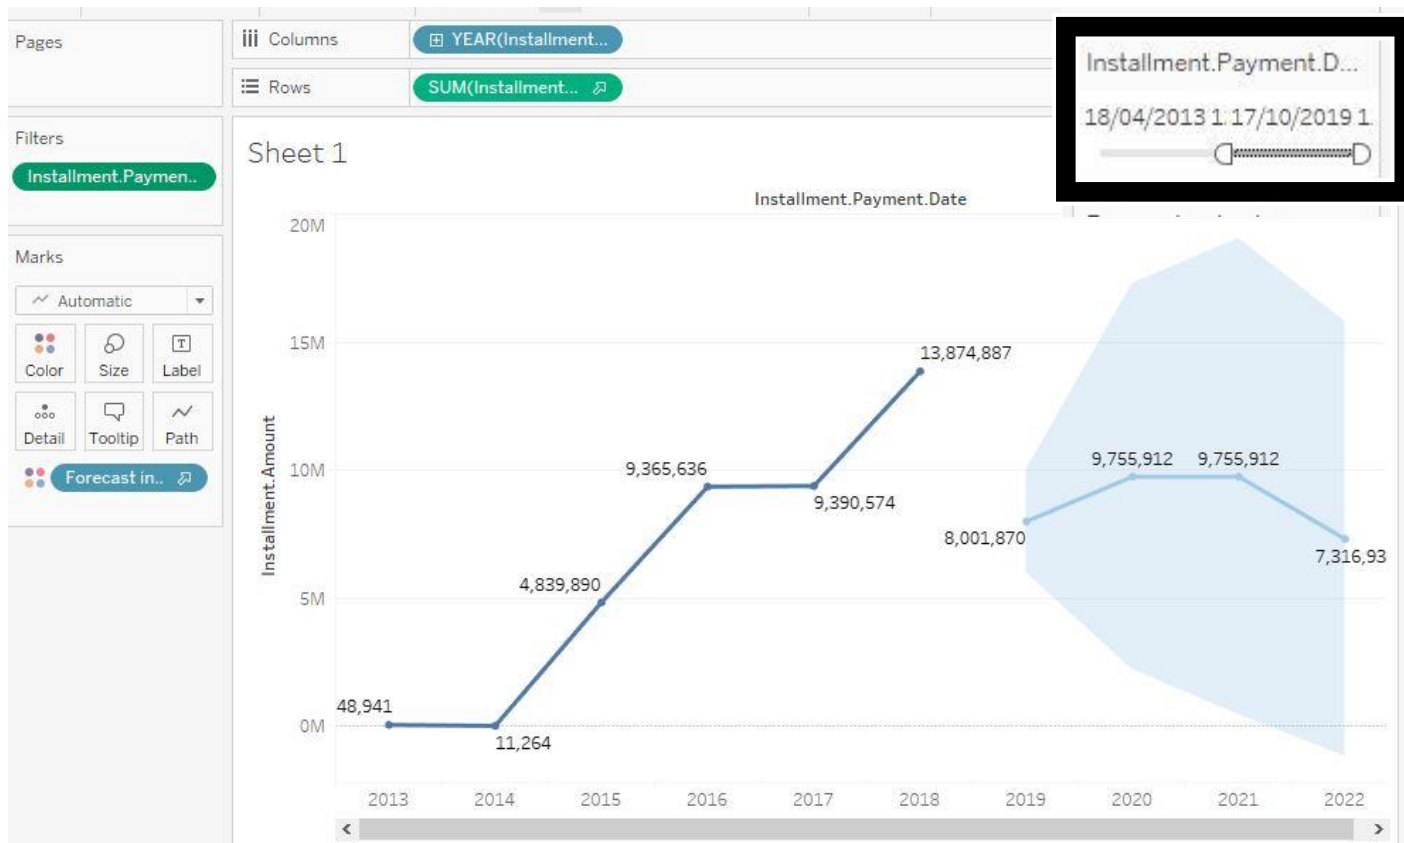 Pages
Columns
YEAR(Installment...
Rows
SUM(Installment...
Installment.Payment.D...
18/04/2013 1
17/10/2019 1.
Filters
Installment.Paymen..
Sheet 1
Installment.Payment.Date
Marks
Automatic
Color
Size
Label
Detail
Tooltip
Path
Forecast in..
Installment.Amount
20M
15M
10M
5M
0M
48,941
11,264
4,839,890
9,365,636
9,390,574
13,874,887
8,001,870
9,755,912
9,755,912
7,316,93
2013 2014 2015 2016 2017 2018 2019 2020 2021 2022